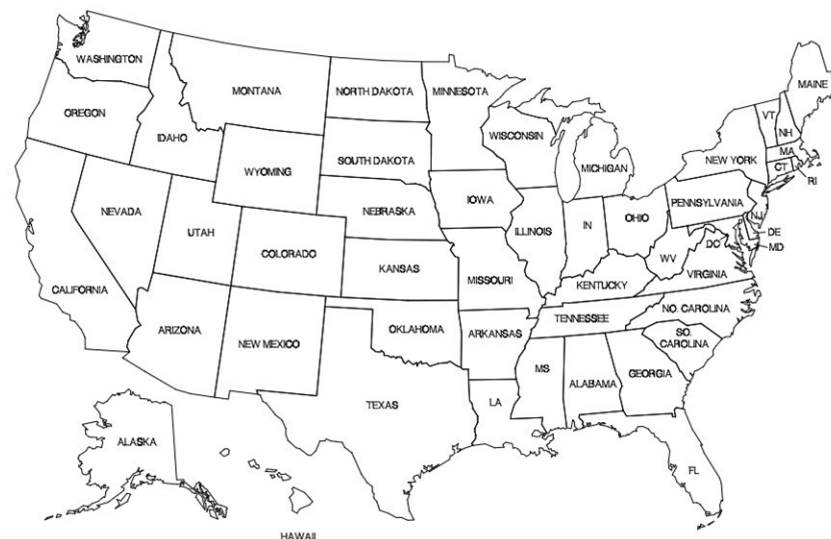 WASHINGTON
MONTANA
NORTH DAKOTA
MINNESOTA
MAINE
OREGON
IDAHO
WISCONSIN
VT
NH
SOUTH DAKOTA
WYOMING
MICHIGAN
NEW YORK
MA
CT
RI
NEVADA
NEBRASKA
IOWA
PENNSYLVANIA
UTAH
COLORADO
ILLINOIS
IN
OHIO
NJ
DE
DC
MD
CALIFORNIA
KANSAS
MISSOURI
WV
VIRGINIA
KENTUCKY
ARIZONA
NEW MEXICO
OKLAHOMA
ARKANSAS
TENNESSEE
NO. CAROLINA
SO.
CAROLINA
TEXAS
LA
MS
ALABAMA
GEORGIA
ALASKA
FL
HAWAII